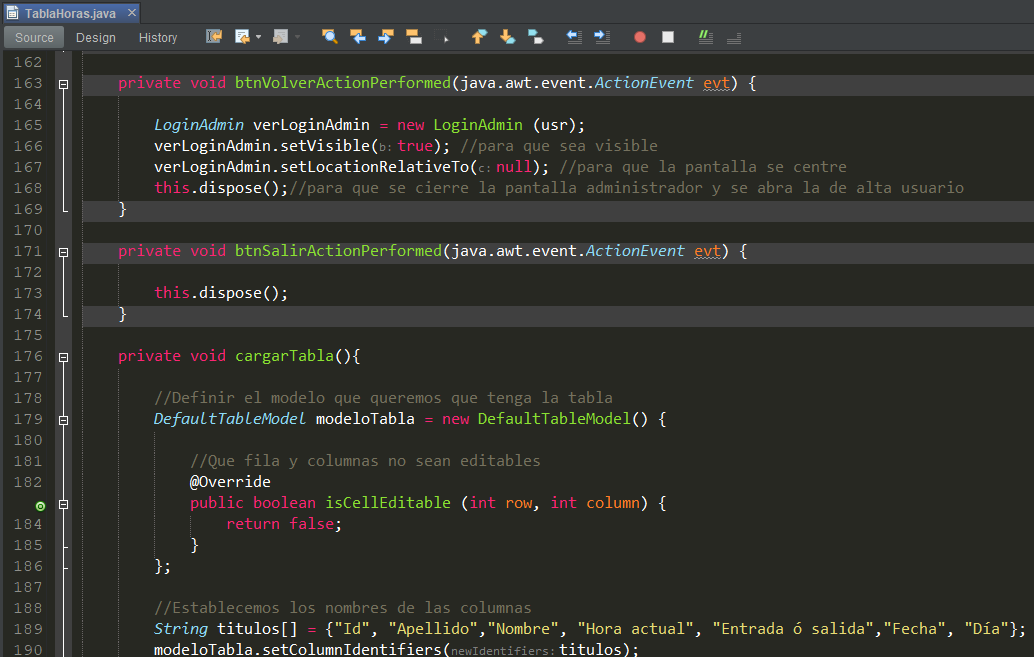 TablaHoras.java
Source Design History
162
163 private void btnVolverActionPerformed(java.awt.event.ActionEvent evt) {
164
165 LoginAdmin verLoginAdmin = new LoginAdmin (usr);
166 verLoginAdmin.setVisible(b: true); //para que sea visible
167 verLoginAdmin.setLocationRelativeTo(c: null); //para que la pantalla se centre
168 this.dispose();//para que se cierre la pantalla administrador y se abra la de alta usuario
169 }
170
171 private void btnSalirActionPerformed(java.awt.event.ActionEvent evt) {
172
173 this.dispose();
174 }
175
176 private void cargarTabla(){
177
178 //Definir el modelo que queremos que tenga la tabla
179 DefaultTableModel modeloTabla = new DefaultTableModel() {
180
181 //Que fila y columnas no sean editables
182 @Override
public boolean isCellEditable (int row, int column) {
184 return false;
185 }
186 };
187
188 //Establecemos los nombres de las columnas
189 String titulos[] = {"Id", "Apellido","Nombre", "Hora actual", "Entrada ó salida","Fecha", "Día"};
190 modeloTabla.setColumnIdentifiers(newIdentifiers: titulos);